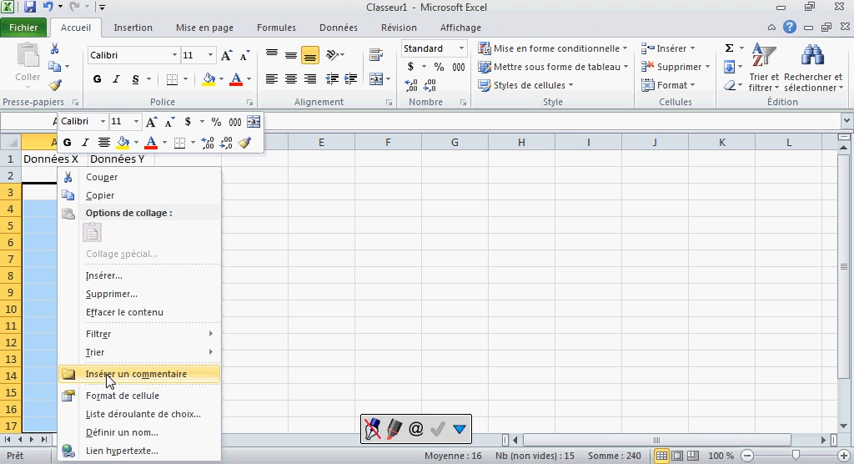 Classeur1 - Microsoft Excel
Fichier Accueil Insertion Mise en page Formules Données Révision Affichage
Coller
Calibri 11
Standard
Mise en forme conditionnelle
Mettre sous forme de tableau
Styles de cellules
Insérer
Supprimer
Format
Σ
Trier et filtrer
Rechercher et sélectionner
G I S A A A
$ % 000
Presse-papiers Police Alignement Nombre Style Cellules Édition
Calibri 11 A A $ % 000
G I A
A E F G H I J K L
1 Données X Données Y
2
3
4
5
6
7
8
9
10
11
12
13
14
15
16
17
Couper
Copier
Options de collage :
Collage spécial...
Insérer...
Supprimer...
Effacer le contenu
Filtrer
Trier
Insérer un commentaire
Format de cellule
Liste déroulante de choix...
Définir un nom...
Lien hypertexte...
@
Prêt Moyenne : 16 Nb (non vides) : 15 Somme : 240 100 %